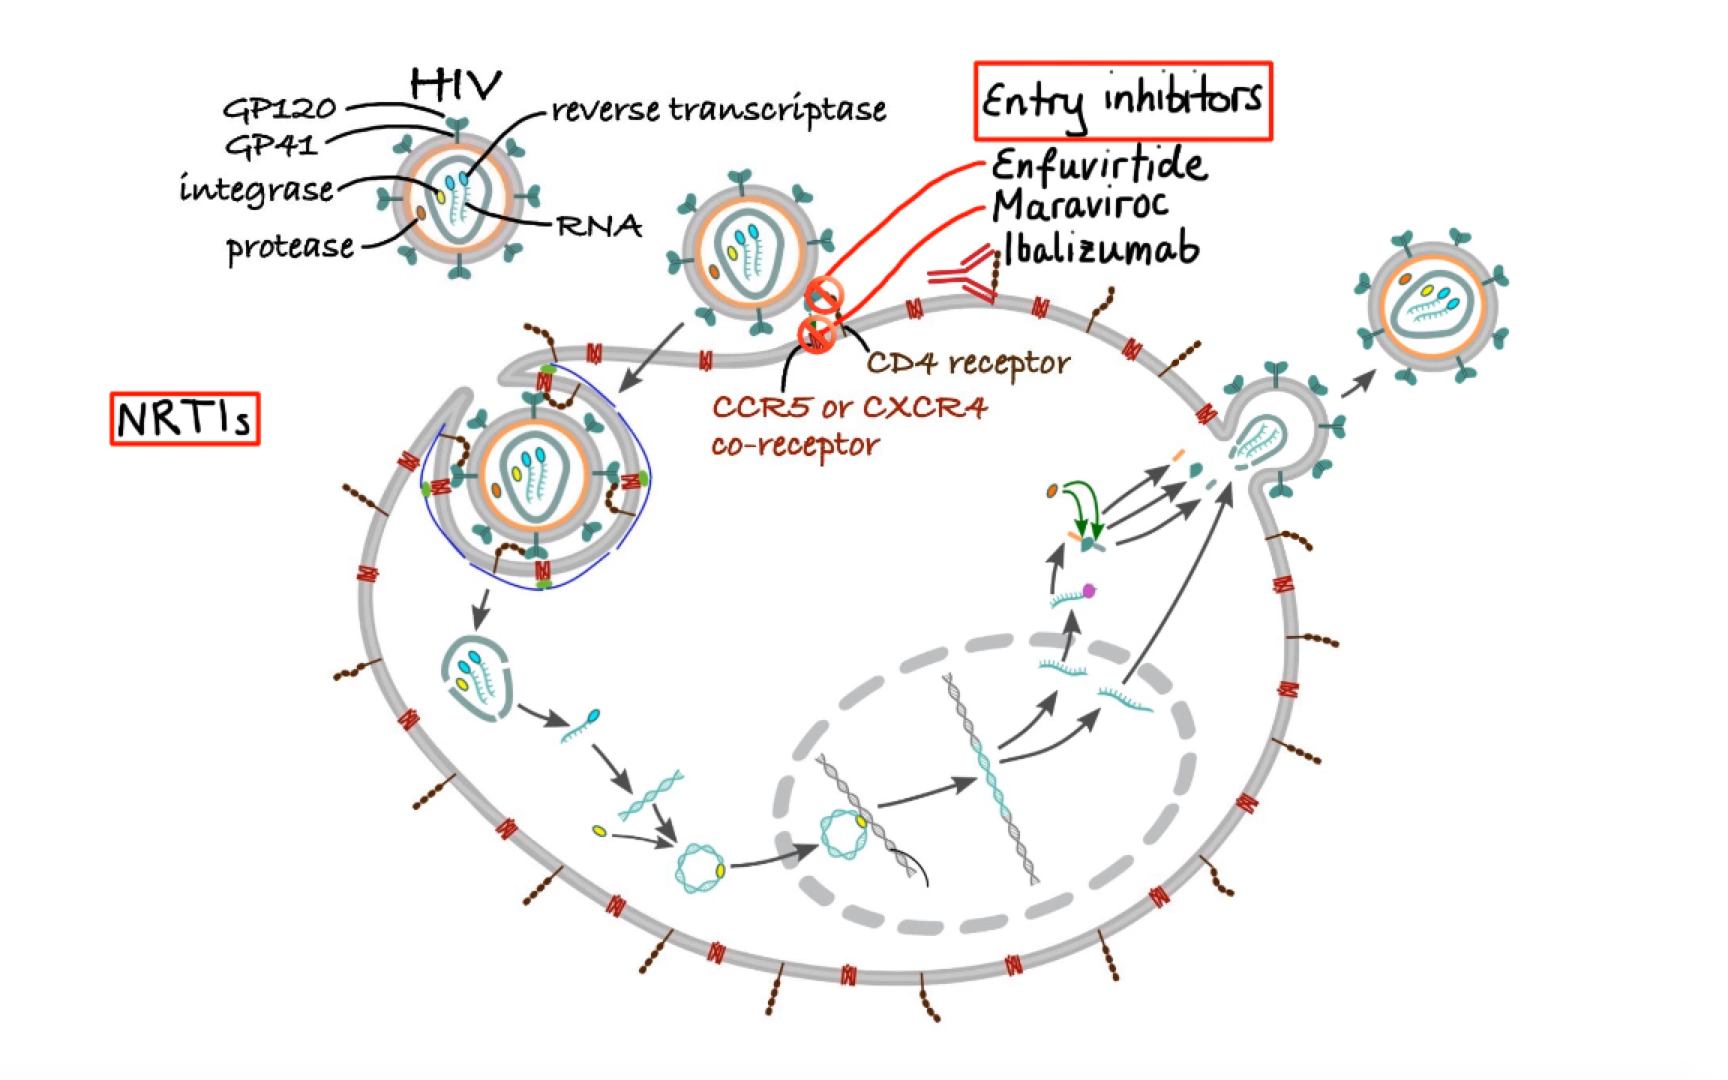 HIV
GP120
GP41
integrase
protease
reverse transcriptase
RNA
Entry inhibitors
Enfuvirtide
Maraviroc
Ibalizumab
CD4 receptor
CCR5 or CXCR4
co-receptor
NRTIs